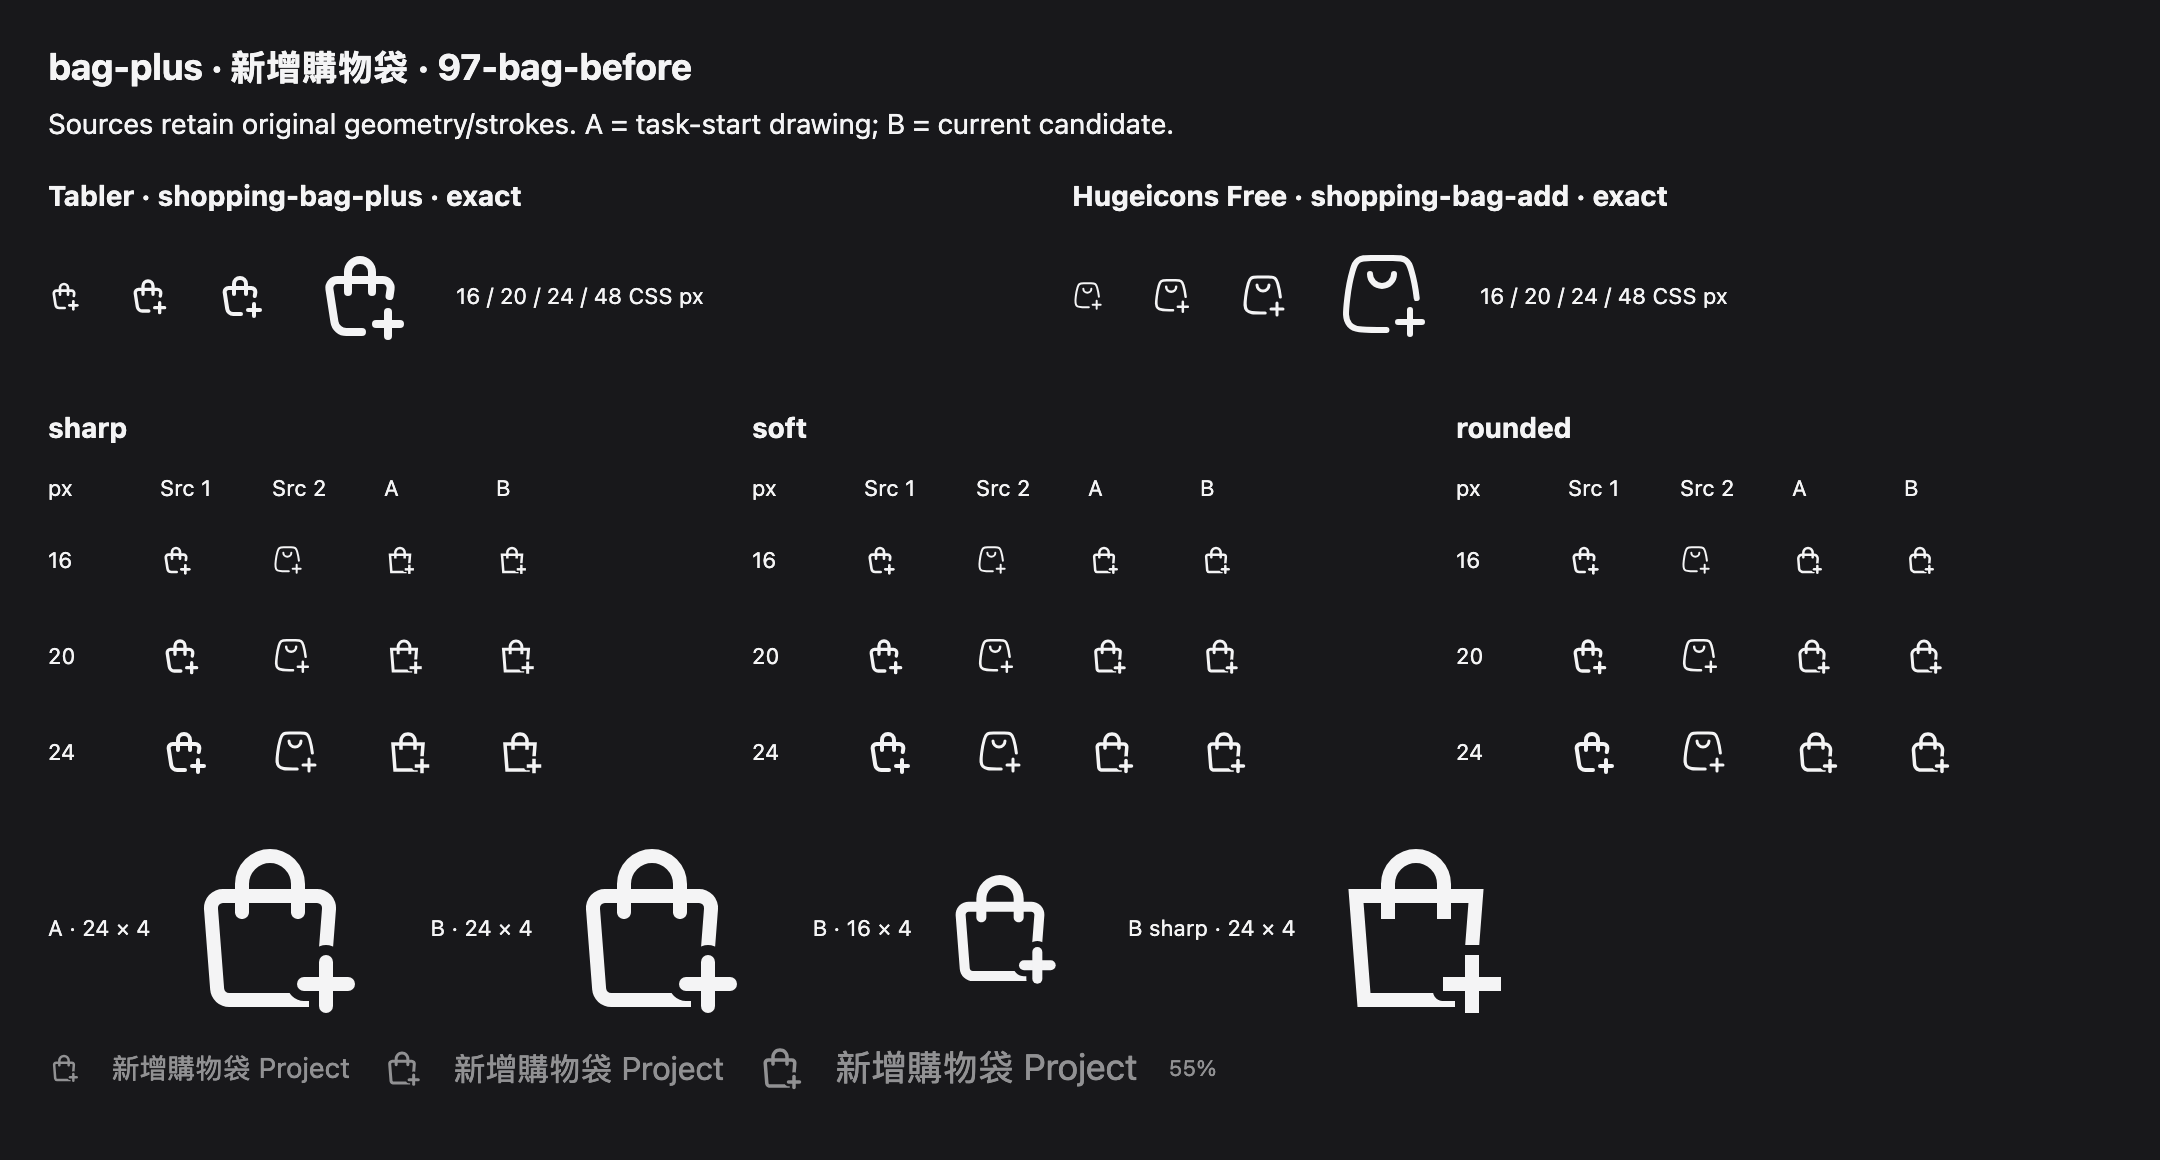 bag-plus · 新增購物袋 · 97-bag-before
Sources retain original geometry/strokes. A = task-start drawing; B = current candidate.
Tabler · shopping-bag-plus · exact
Hugeicons Free · shopping-bag-add · exact
16 / 20 / 24 / 48 CSS px
16 / 20 / 24 / 48 CSS px
sharp
px Src 1 Src 2 A B
16
20
24
soft
px Src 1 Src 2 A B
16
20
24
rounded
px Src 1 Src 2 A B
16
20
24
A · 24 × 4
B · 24 × 4
B · 16 × 4
B sharp · 24 × 4
新增購物袋 Project 新增購物袋 Project 新增購物袋 Project 55%